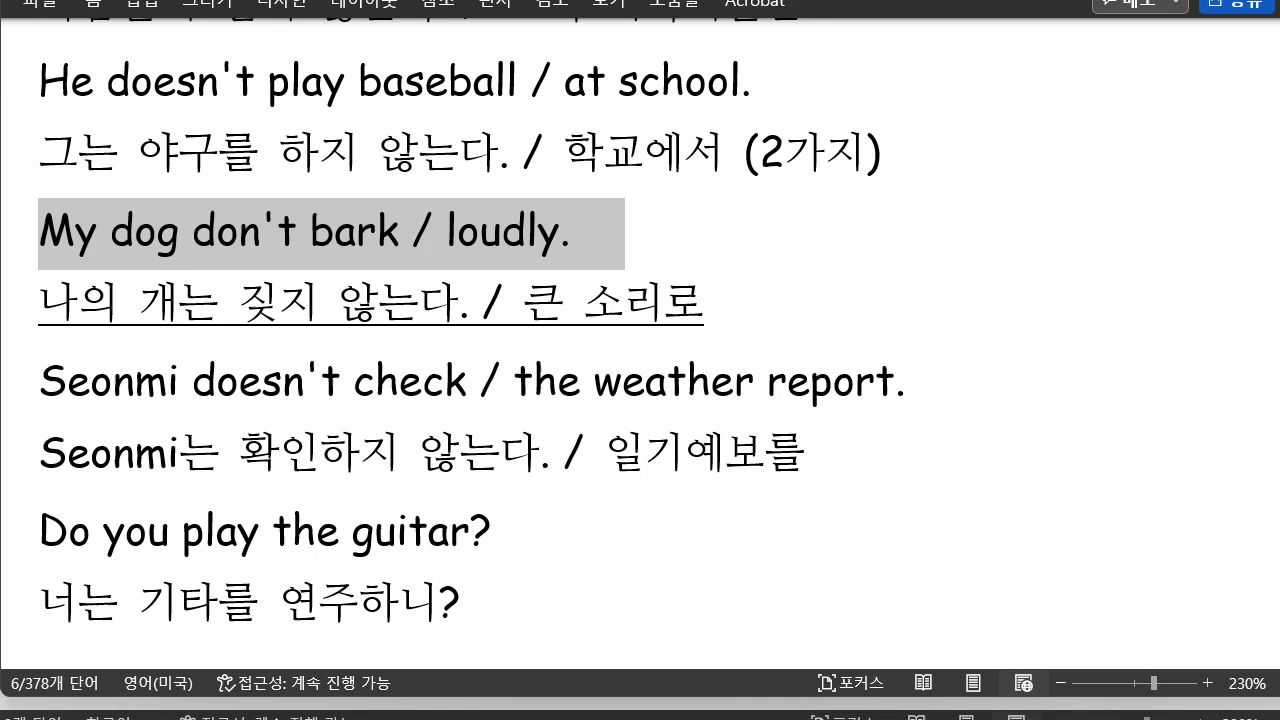 Acrobat
He doesn't play baseball / at school.
그는 야구를 하지 않는다. / 학교에서 (2가지)
My dog don't bark / loudly.
나의 개는 짖지 않는다. / 큰 소리로
Seonmi doesn't check / the weather report.
Seonmi는 확인하지 않는다. / 일기예보를
Do you play the guitar?
너는 기타를 연주하니?
6/378개 단어 영어(미국) 접근성: 계속 진행 가능 포커스 230%